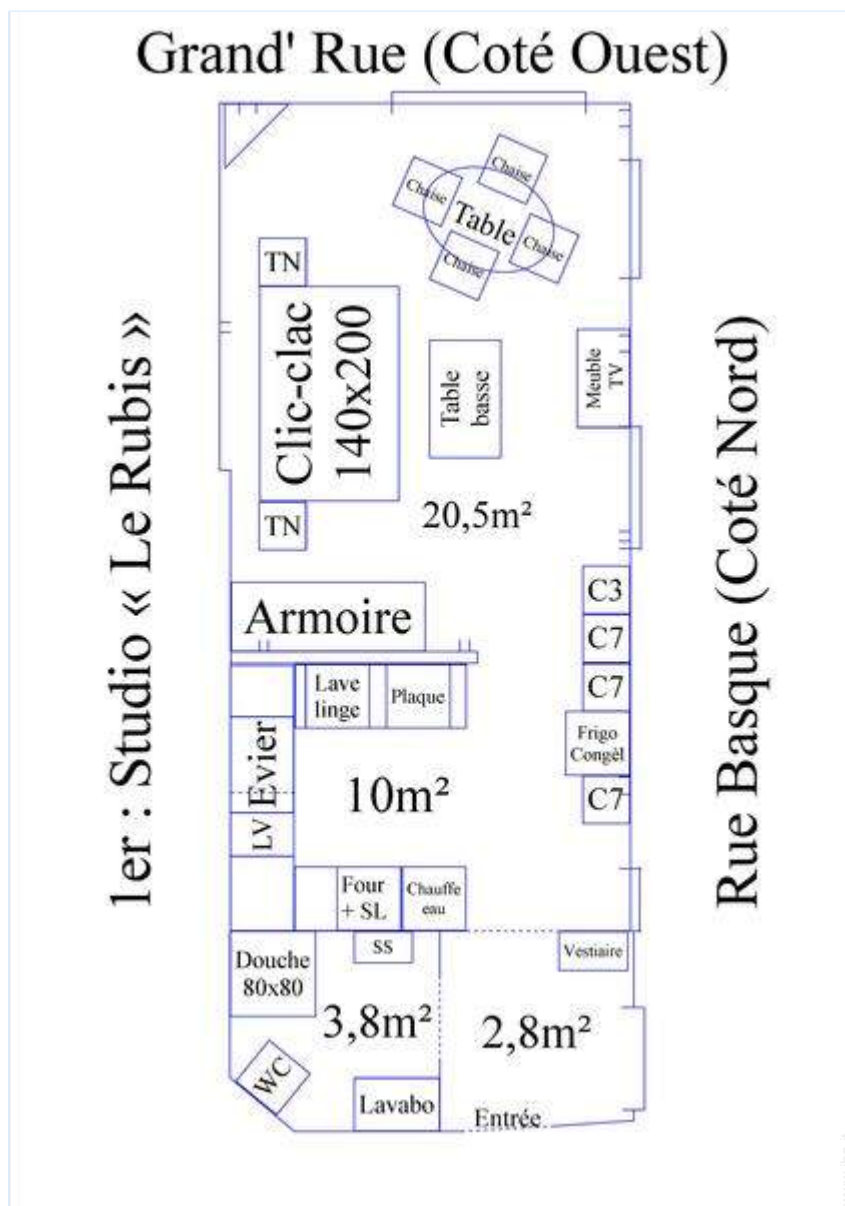 Grand' Rue (Coté Ouest)
Chaise
Chaise
Table
Chaise
Chaise
TN
Clic-clac
140x200
TN
Table
basse
Meuble
TV
1er : Studio « Le Rubis »
Rue Basque (Coté Nord)
20,5m²
C3
Armoire
C7
C7
Lave
linge
Plaque
Frigo
Congèl
Evier
10m²
C7
LV
Four
+ SL
Chauffe
eau
SS
Vestiaire
Douche
80x80
3,8m²
2,8m²
WC
Lavabo
Entrée